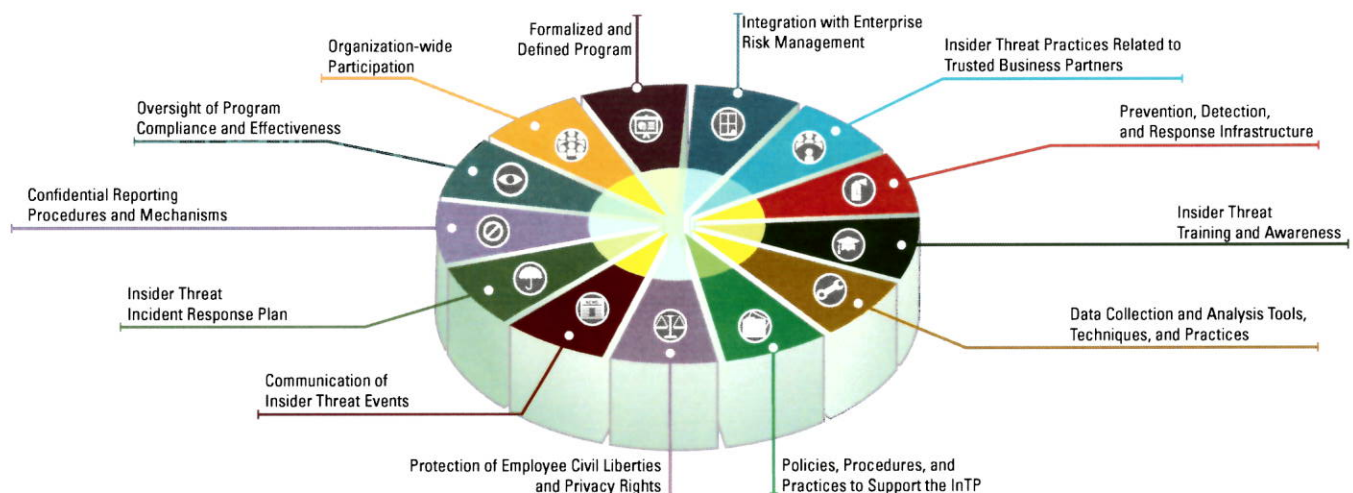 Formalized and
Defined Program
Integration with Enterprise
Risk Management
Organization-wide
Participation
Insider Threat Practices Related to
Trusted Business Partners
Oversight of Program
Compliance and Effectiveness
Prevention, Detection,
and Response Infrastructure
Confidential Reporting
Procedures and Mechanisms
Insider Threat
Training and Awareness
Insider Threat
Incident Response Plan
Data Collection and Analysis Tools,
Techniques, and Practices
Communication of
Insider Threat Events
Protection of Employee Civil Liberties
and Privacy Rights
Policies, Procedures, and
Practices to Support the InTP